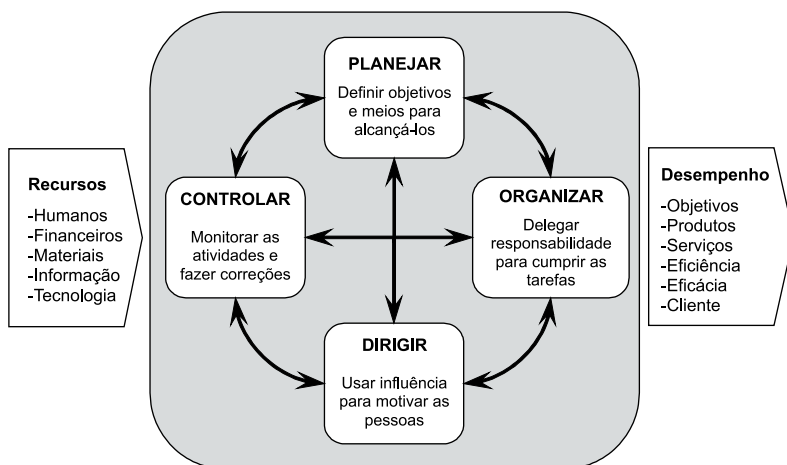 PLANEJAR
Definir objetivos
e meios para
alcançá-los
Recursos
-Humanos
-Financeiros
-Materiais
-Informação
-Tecnologia
CONTROLAR
Monitorar as
atividades e
fazer correções
ORGANIZAR
Delegar
responsabilidade
para cumprir as
tarefas
Desempenho
-Objetivos
-Produtos
-Serviços
-Eficiência
-Eficácia
-Cliente
DIRIGIR
Usar influência
para motivar as
pessoas